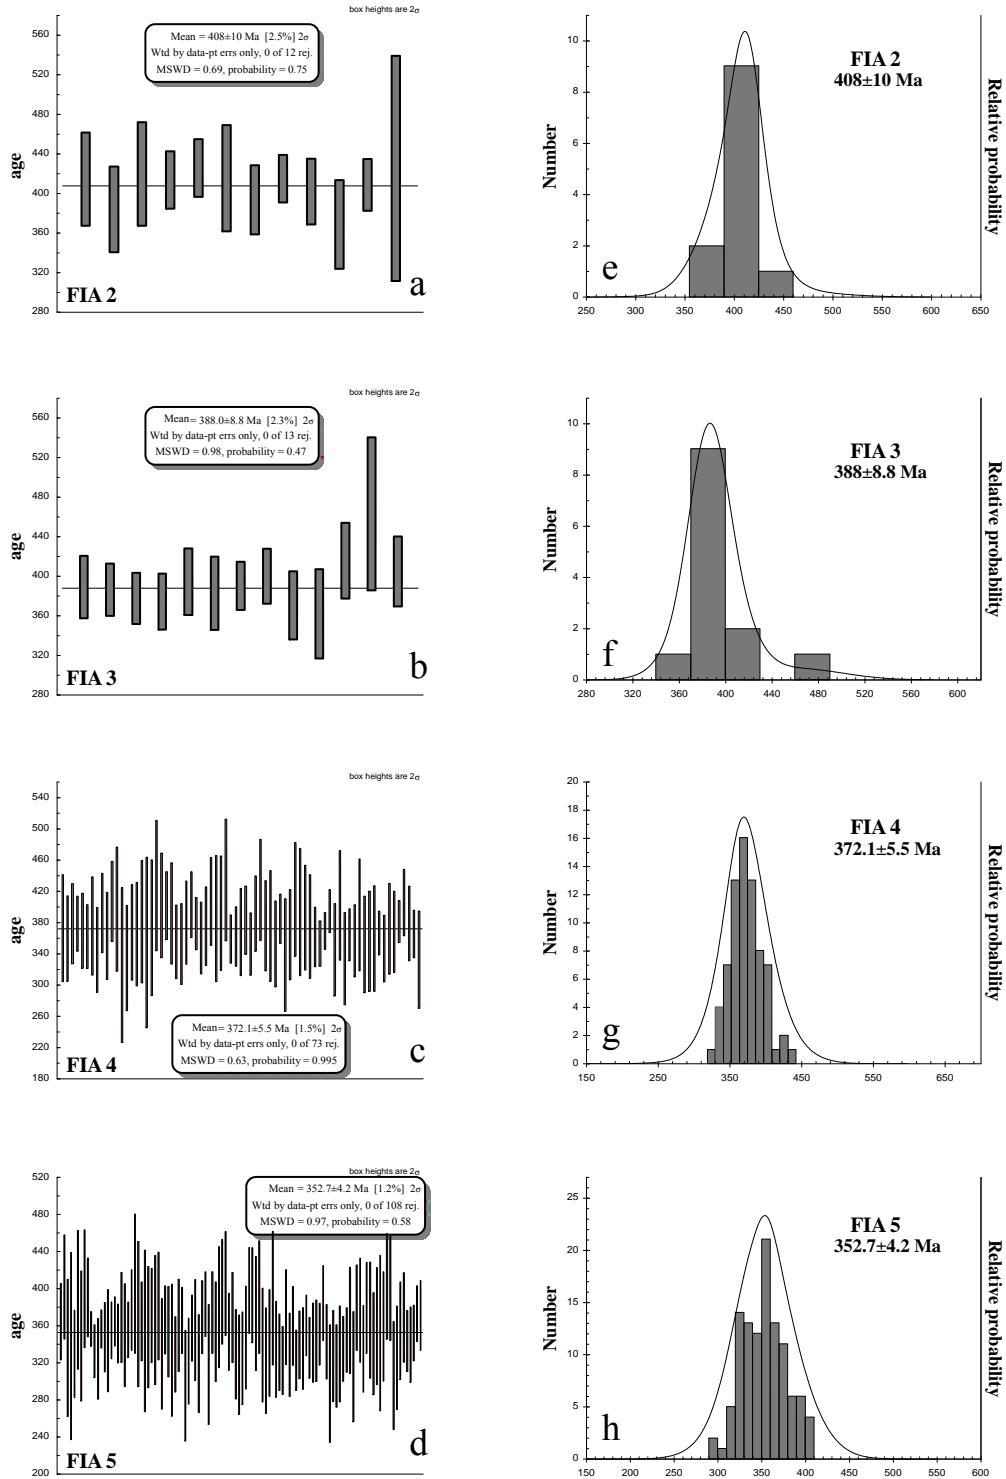 box heights are 2σ
Mean = 408±10 Ma [2.5%] 2σ
Wtd by data-pt errs only, 0 of 12 rej.
MSWD = 0.69, probability = 0.75
560
520
480
440
400
360
320
280
age
FIA 2
a
10
8
6
4
2
0
Number
FIA 2
408±10 Ma
Relative probability
e
250 300 350 400 450 500 550 600 650
box heights are 2σ
Mean= 388.0±8.8 Ma [2.3%] 2σ
Wtd by data-pt errs only, 0 of 13 rej.
MSWD = 0.98, probability = 0.47
560
520
480
440
400
360
320
280
age
FIA 3
b
10
8
6
4
2
0
Number
FIA 3
388±8.8 Ma
Relative probability
f
280 320 360 400 440 480 520 560 600
box heights are 2σ
540
500
460
420
380
340
300
260
220
180
age
Mean= 372.1±5.5 Ma [1.5%] 2σ
Wtd by data-pt errs only, 0 of 73 rej.
MSWD = 0.63, probability = 0.995
FIA 4
c
20
18
16
14
12
10
8
6
4
2
0
Number
FIA 4
372.1±5.5 Ma
Relative probability
g
150 250 350 450 550 650
box heights are 2σ
Mean = 352.7±4.2 Ma [1.2%] 2σ
Wtd by data-pt errs only, 0 of 108 rej.
MSWD = 0.97, probability = 0.58
520
480
440
400
360
320
280
240
200
age
FIA 5
d
25
20
15
10
5
0
Number
FIA 5
352.7±4.2 Ma
Relative probability
h
150 200 250 300 350 400 450 500 550 600